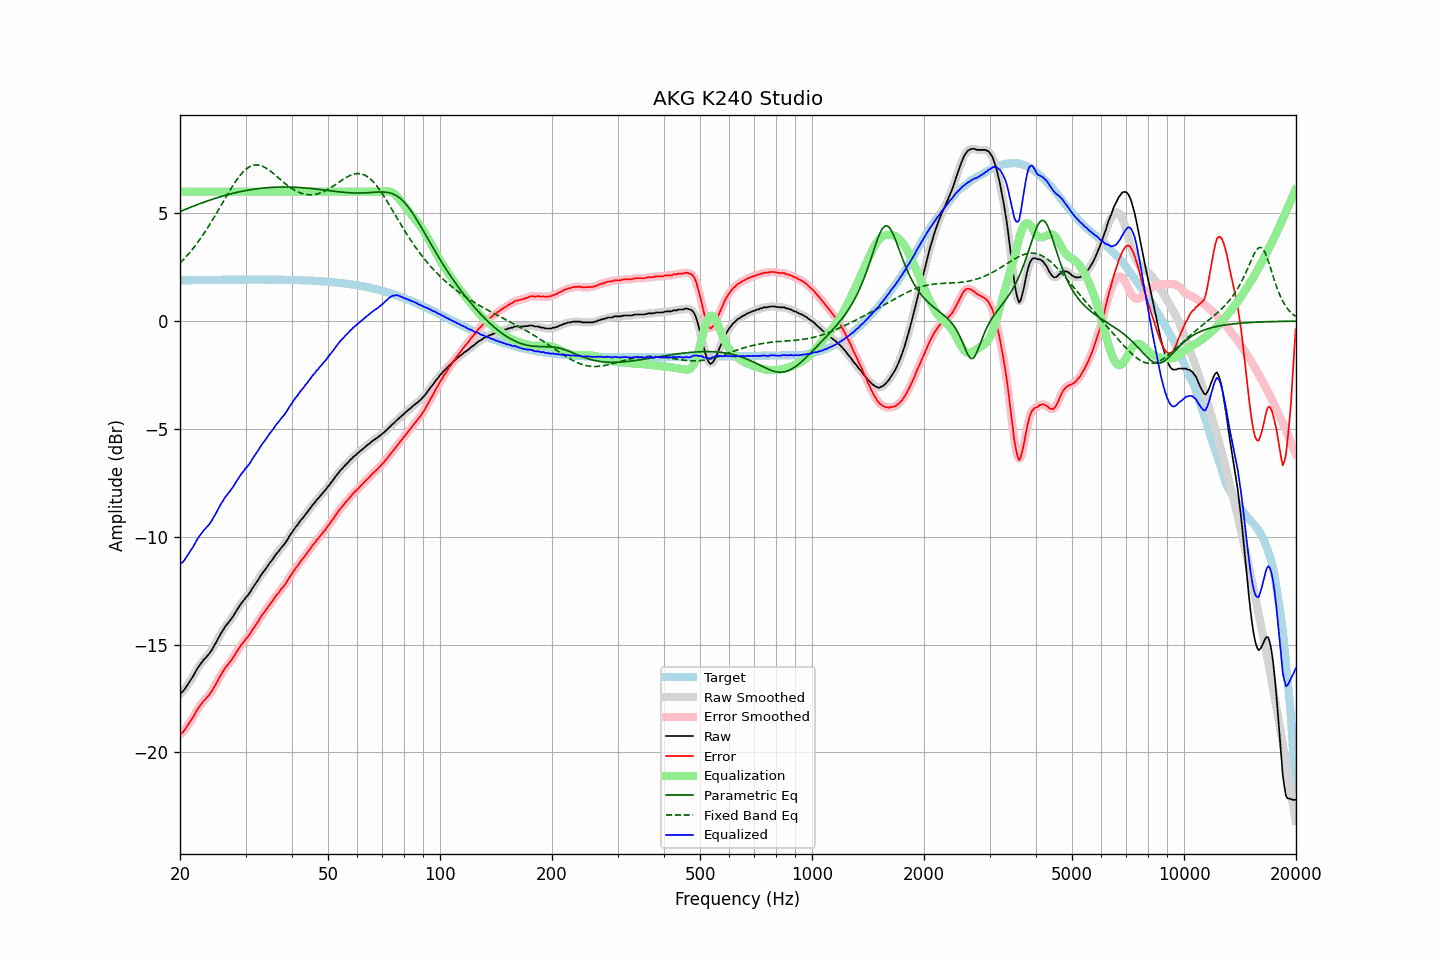 AKG K240 Studio
Amplitude (dBr)
5
0
−5
−10
−15
−20
Target
Raw Smoothed
Error Smoothed
Raw
Error
Equalization
Parametric Eq
Fixed Band Eq
Equalized
20 50 100 200 500 1000 2000 5000 10000 20000
Frequency (Hz)